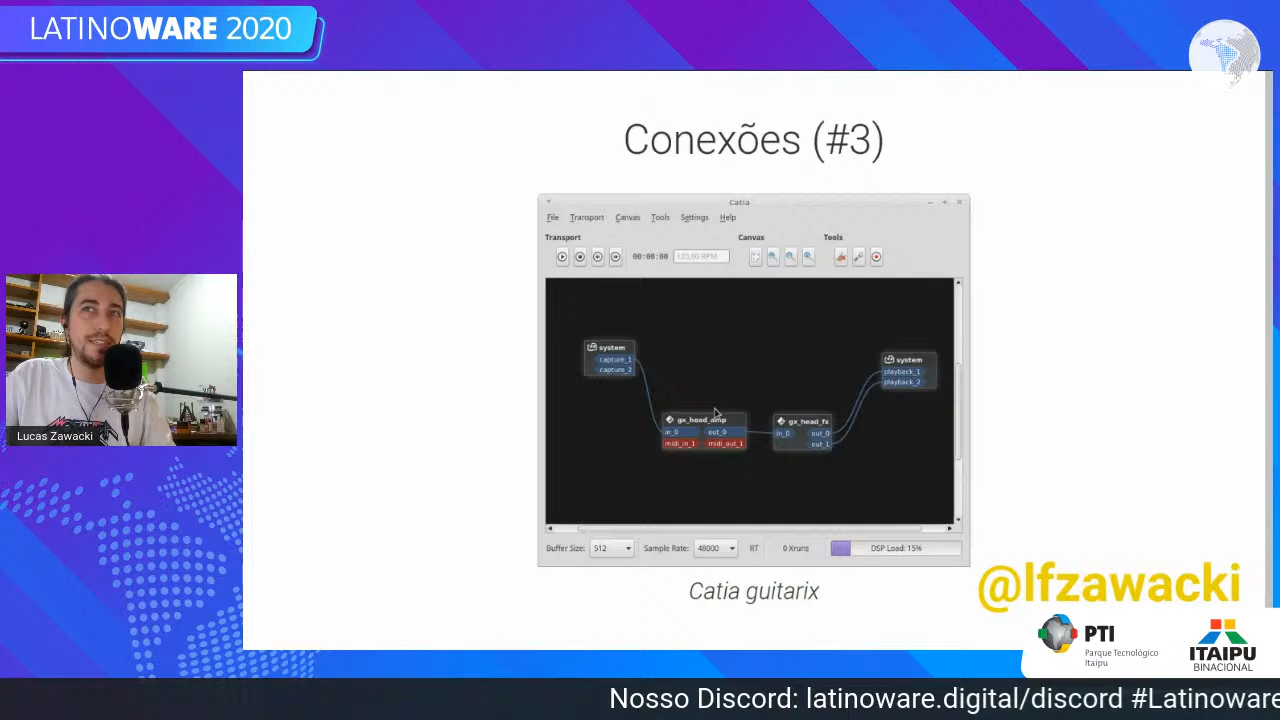 LATINOWARE 2020
Conexões (#3)
Catia
File Transport Canvas Tools Settings Help
Transport Canvas Tools
00:00:00 120,00 BPM
system
capture_1
capture_2
system
playback_1
playback_2
gx_head_amp
in_0 out_0
midi_in_1 midi_out_1
gx_head_fx
in_0 out_0
out_1
Buffer Size: 512 Sample Rate: 48000 RT 0 Xruns DSP Load: 15%
Catia guitarix
Lucas Zawacki
@lfzawacki
PTI
Parque Tecnológico
Itaipu
ITAIPU
BINACIONAL
Nosso Discord: latinoware.digital/discord #Latinoware